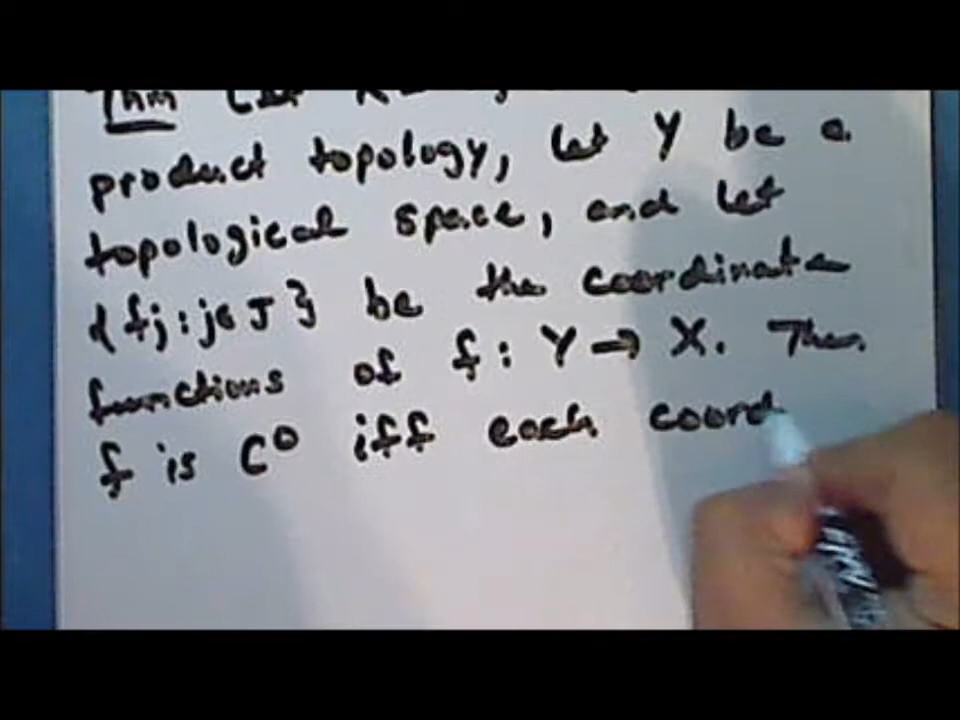 Thm Let
product topology, let Y be a
topological space, and let
{fj : j∈J} be the coordinate
functions of f : Y → X. Then
f is C⁰ iff each coord